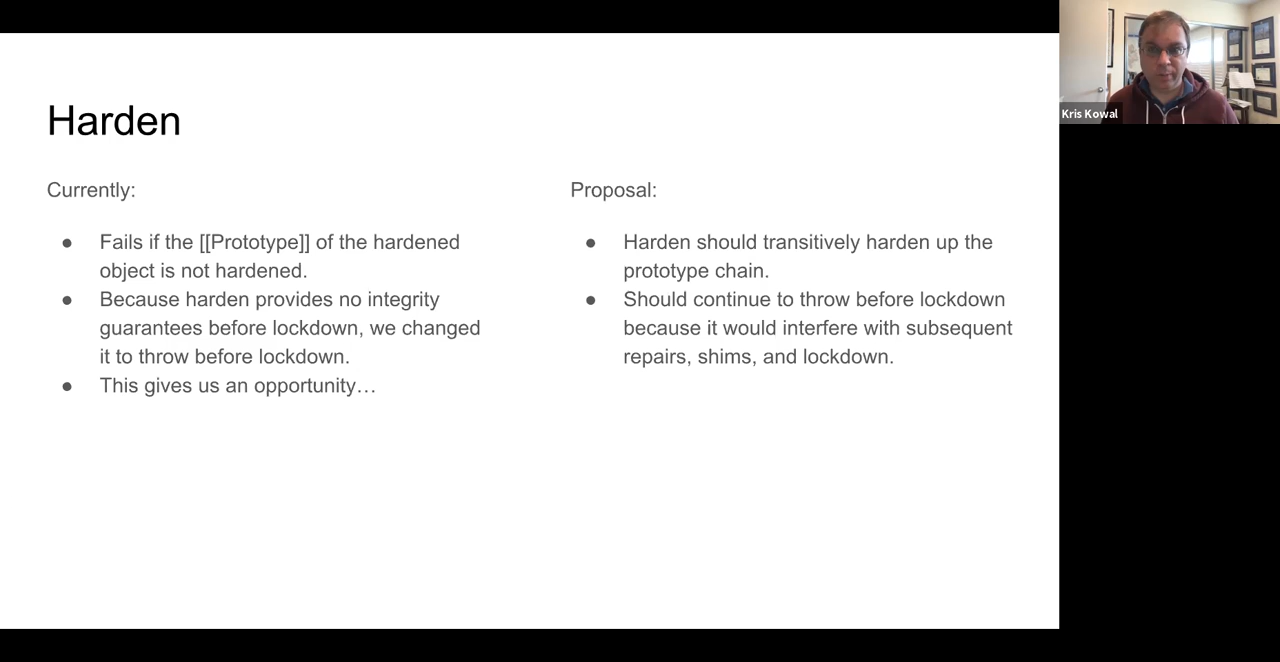 Harden
Currently:
● Fails if the [[Prototype]] of the hardened
object is not hardened.
● Because harden provides no integrity
guarantees before lockdown, we changed
it to throw before lockdown.
● This gives us an opportunity…
Proposal:
● Harden should transitively harden up the
prototype chain.
● Should continue to throw before lockdown
because it would interfere with subsequent
repairs, shims, and lockdown.
Kris Kowal